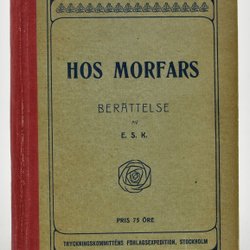 HOS MORFARS
BERÄTTELSE
AV
E. S. K.
PRIS 75 ÖRE
TRYCKNINGSKOMMITTÉNS FÖRLAGSEXPEDITION, STOCKHOLM